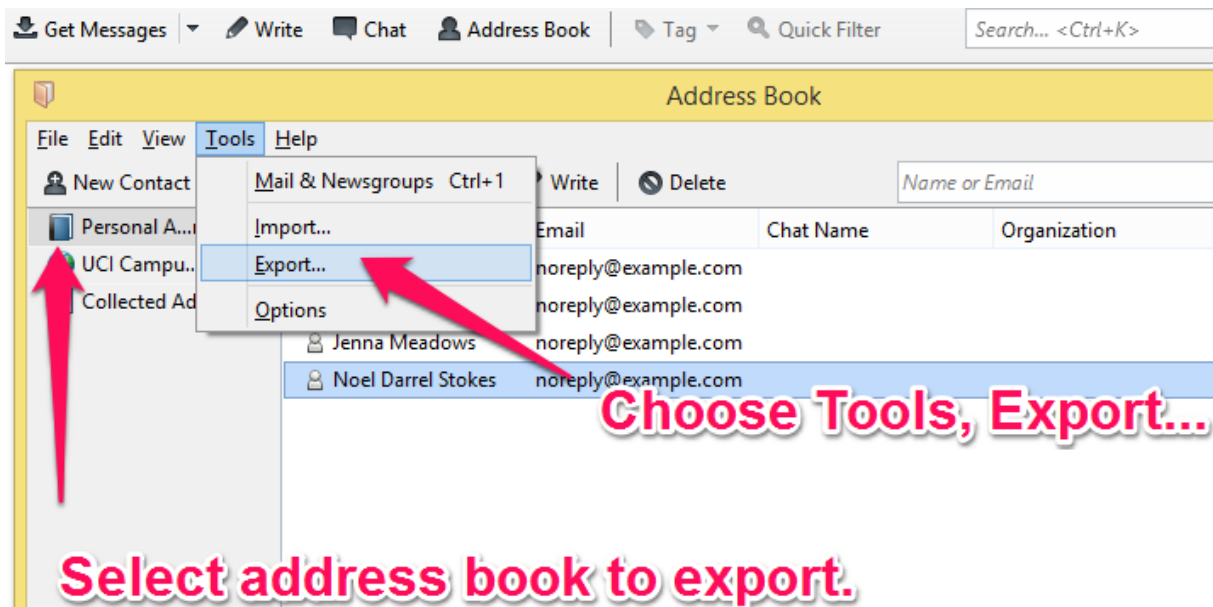 Get Messages Write Chat Address Book Tag Quick Filter Search... <Ctrl+K>
Address Book
File Edit View Tools Help
New Contact Write Delete Name or Email
Mail & Newsgroups Ctrl+1
Personal A... Import... Email Chat Name Organization
UCI Campu... Export... noreply@example.com
Collected Ad noreply@example.com
Options
Jenna Meadows noreply@example.com
Noel Darrel Stokes noreply@example.com
Choose Tools, Export...
Select address book to export.